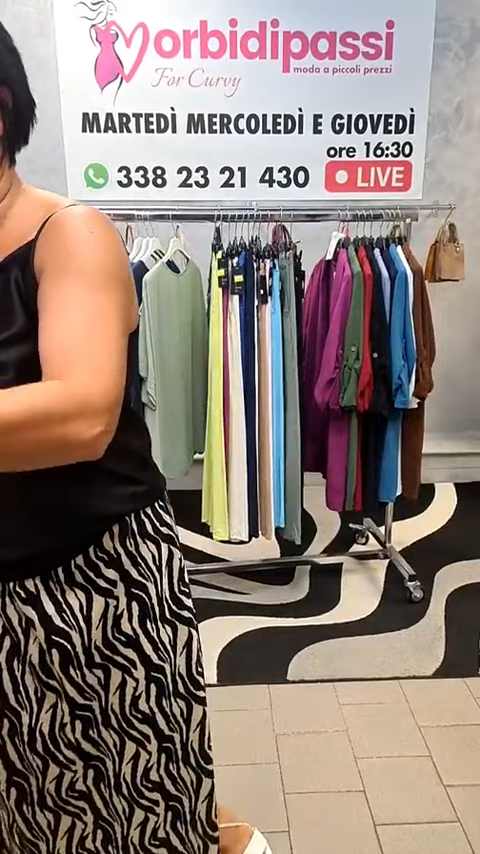 Morbidipassi
moda a piccoli prezzi
For Curvy
MARTEDÌ MERCOLEDÌ E GIOVEDÌ
ore 16:30
338 23 21 430 LIVE